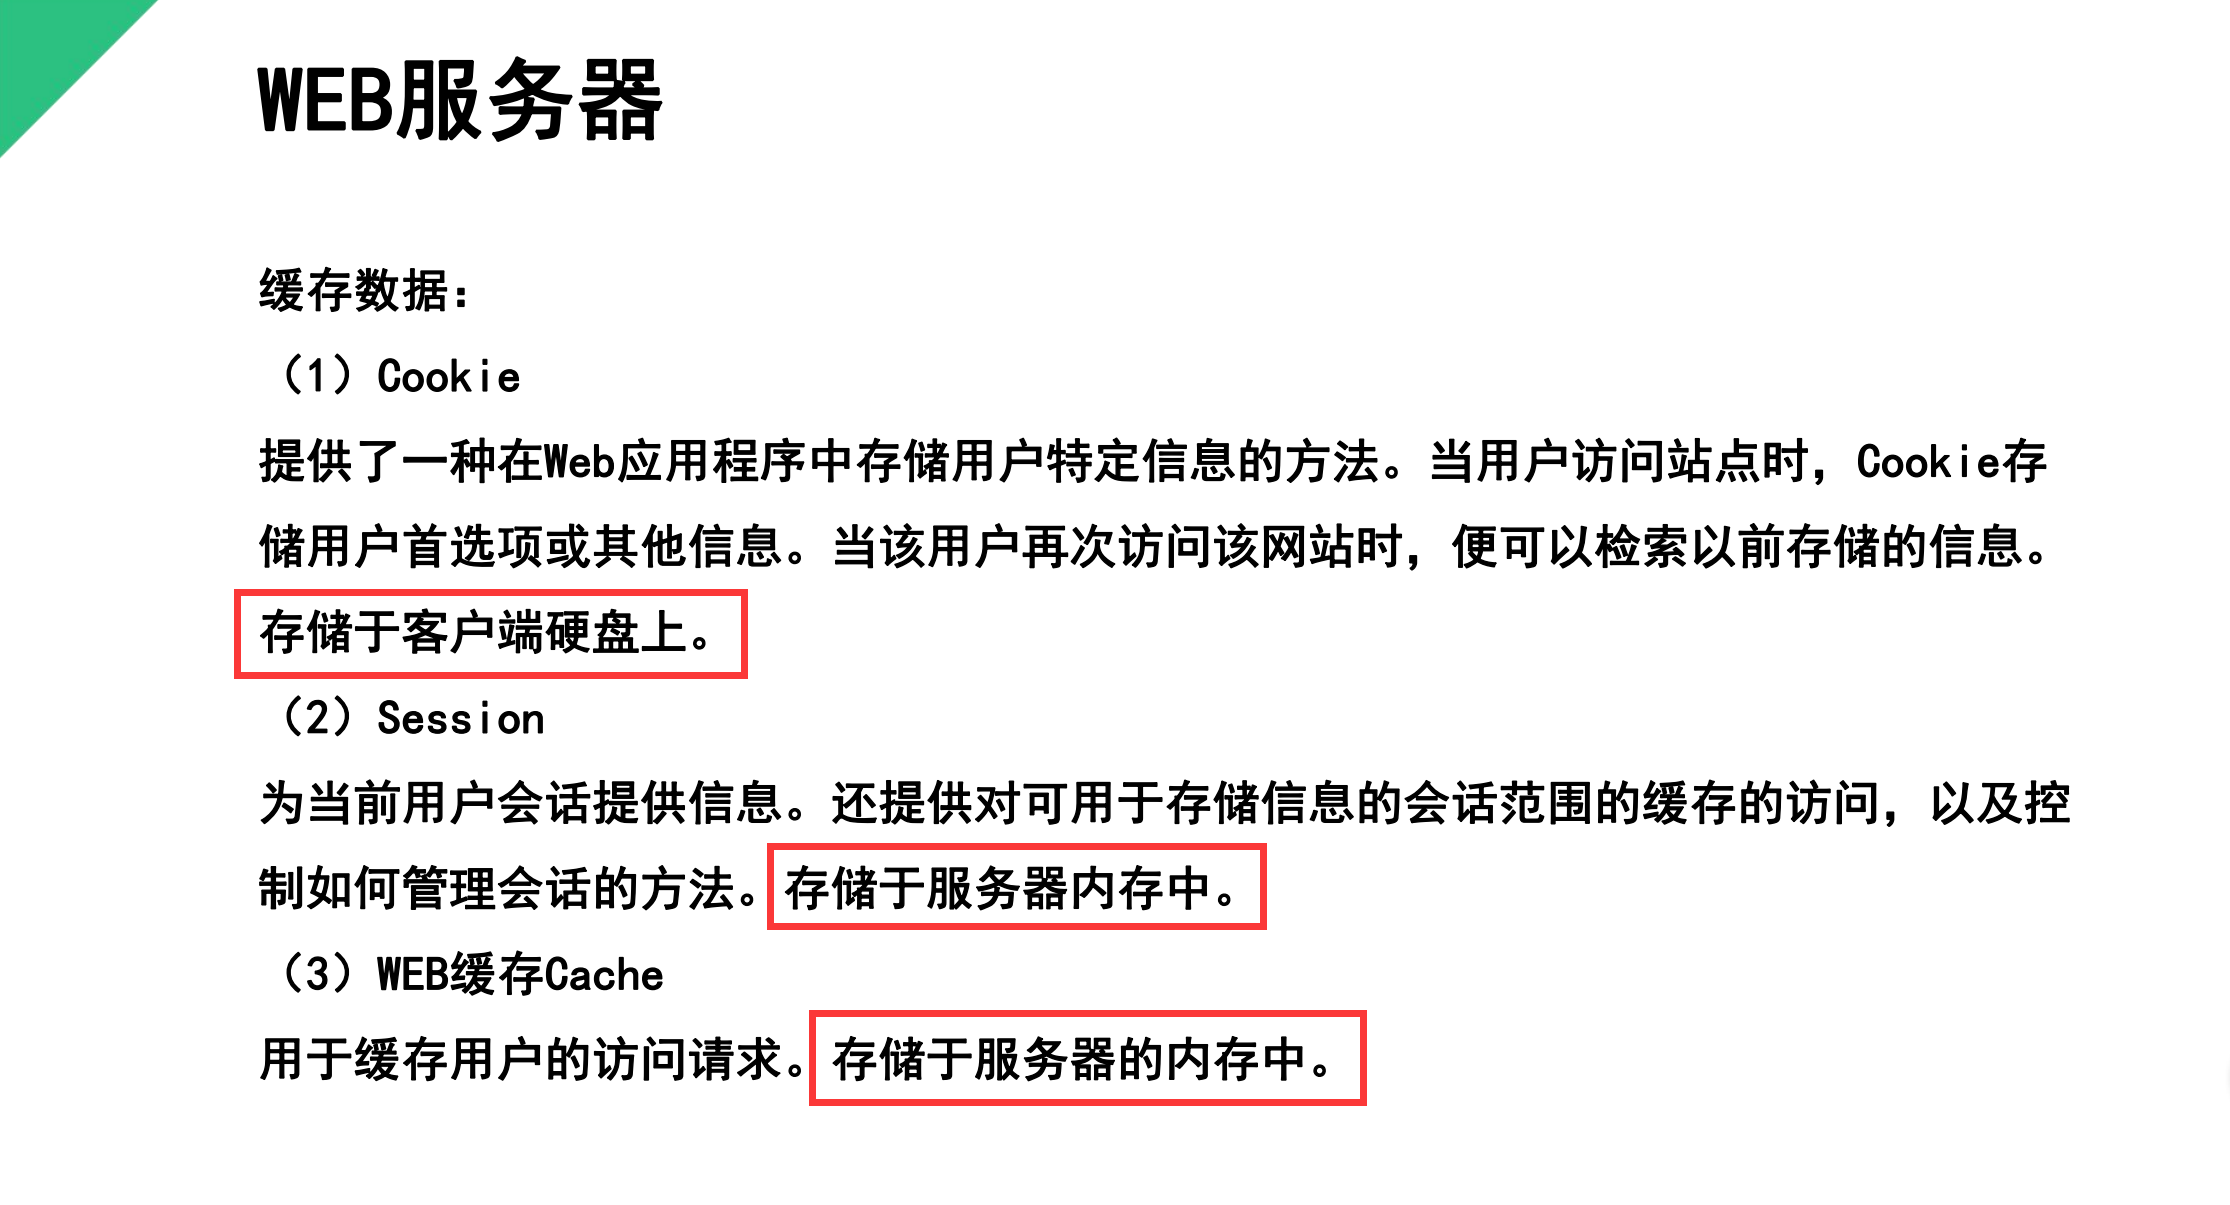 WEB服务器
缓存数据：
（1）Cookie
提供了一种在Web应用程序中存储用户特定信息的方法。当用户访问站点时，Cookie存
储用户首选项或其他信息。当该用户再次访问该网站时，便可以检索以前存储的信息。
存储于客户端硬盘上。
（2）Session
为当前用户会话提供信息。还提供对可用于存储信息的会话范围的缓存的访问，以及控
制如何管理会话的方法。存储于服务器内存中。
（3）WEB缓存Cache
用于缓存用户的访问请求。存储于服务器的内存中。